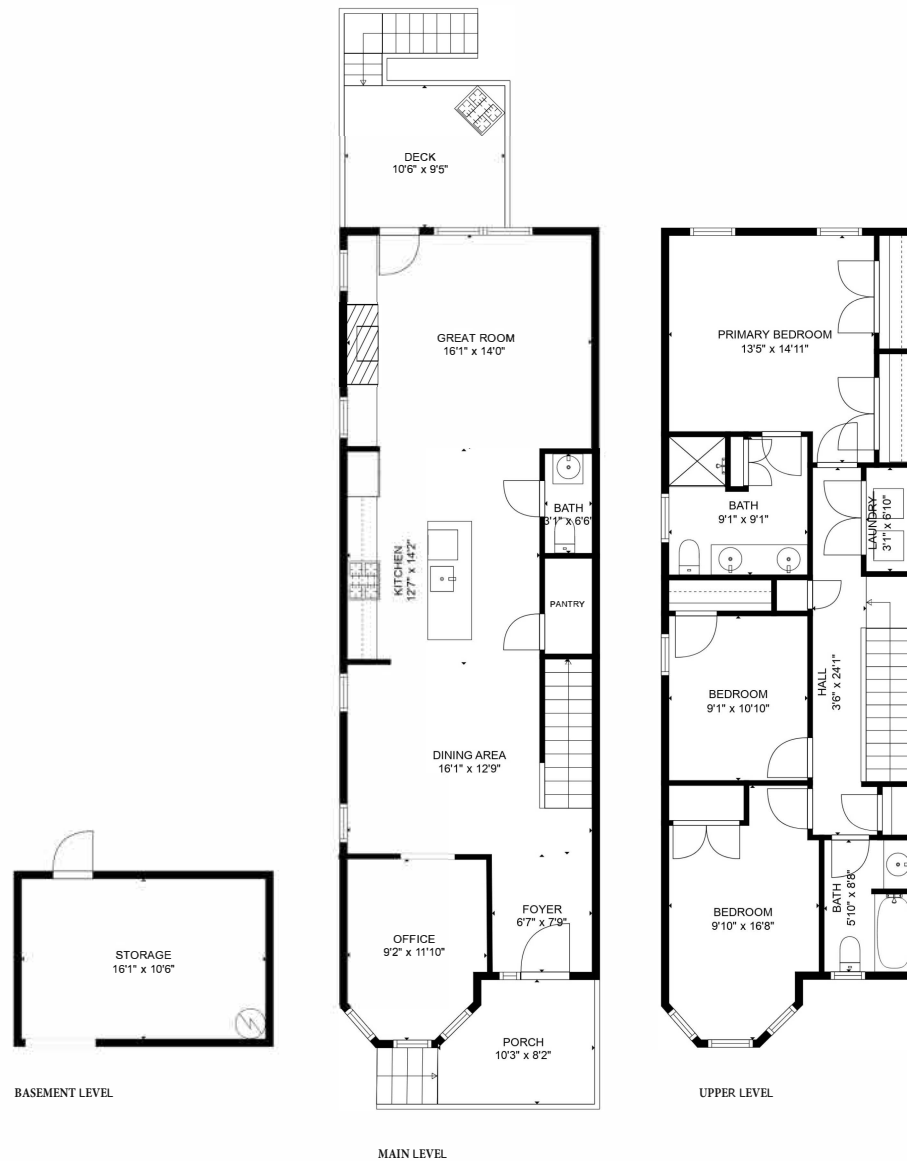 DECK
10'6" x 9'5"
GREAT ROOM
16'1" x 14'0"
BATH
3'1" x 6'6"
KITCHEN
12'7" x 14'2"
PANTRY
DINING AREA
16'1" x 12'9"
FOYER
6'7" x 7'9"
OFFICE
9'2" x 11'10"
PORCH
10'3" x 8'2"
MAIN LEVEL
STORAGE
16'1" x 10'6"
BASEMENT LEVEL
PRIMARY BEDROOM
13'5" x 14'11"
BATH
9'1" x 9'1"
LAUNDRY
3'1" x 6'10"
HALL
3'6" x 24'1"
BEDROOM
9'1" x 10'10"
BEDROOM
9'10" x 16'8"
BATH
5'10" x 8'8"
UPPER LEVEL